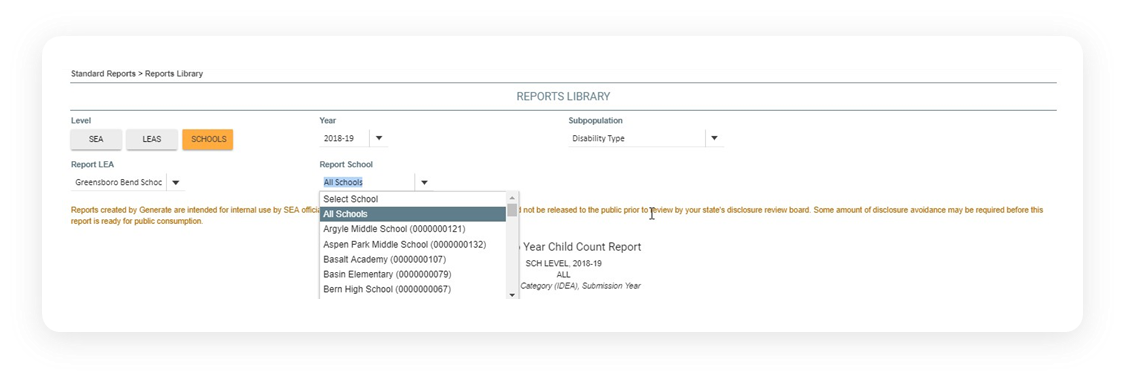 Standard Reports > Reports Library
REPORTS LIBRARY
Level
Year
Subpopulation
SEA
LEAS
SCHOOLS
2018-19
Disability Type
Report LEA
Report School
Greensboro Bend Schoc
All Schools
Select School
All Schools
Argyle Middle School (0000000121)
Aspen Park Middle School (0000000132)
Basalt Academy (0000000107)
Basin Elementary (0000000079)
Bern High School (0000000067)
Reports created by Generate are intended for internal use by SEA offici
not be released to the public prior to review by your state's disclosure review board. Some amount of disclosure avoidance may be required before this
report is ready for public consumption.
Year Child Count Report
SCH LEVEL, 2018-19
ALL
Category (IDEA), Submission Year